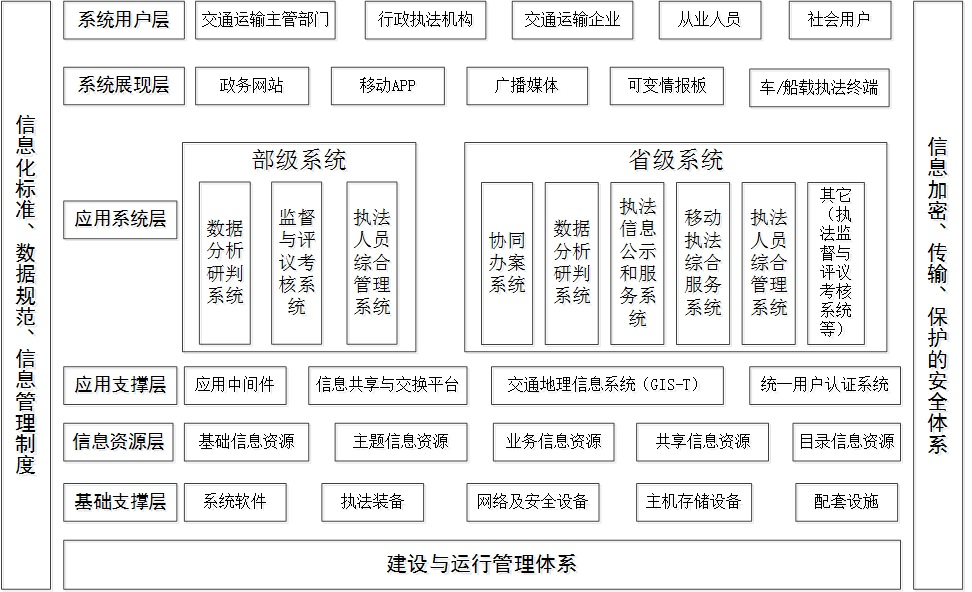 系统用户层
交通运输主管部门
行政执法机构
交通运输企业
从业人员
社会用户
系统展现层
政务网站
移动APP
广播媒体
可变情报板
车/船载执法终端
信息化标准、数据规范、信息管理制度
应用系统层
部级系统
数据
分析
研判
系统
监督
与评
议考
核系
统
执法
人员
综合
管理
系统
省级系统
协同
办案
系统
数据
分析
研判
系统
执法
信息
公示
和服
务系
统
移动
执法
综合
服务
系统
执法
人员
综合
管理
系统
其它
（执
法监
督与
评议
考核
系统
等）
信息加密、传输、保护的安全体系
应用支撑层
应用中间件
信息共享与交换平台
交通地理信息系统（GIS-T）
统一用户认证系统
信息资源层
基础信息资源
主题信息资源
业务信息资源
共享信息资源
目录信息资源
基础支撑层
系统软件
执法装备
网络及安全设备
主机存储设备
配套设施
建设与运行管理体系